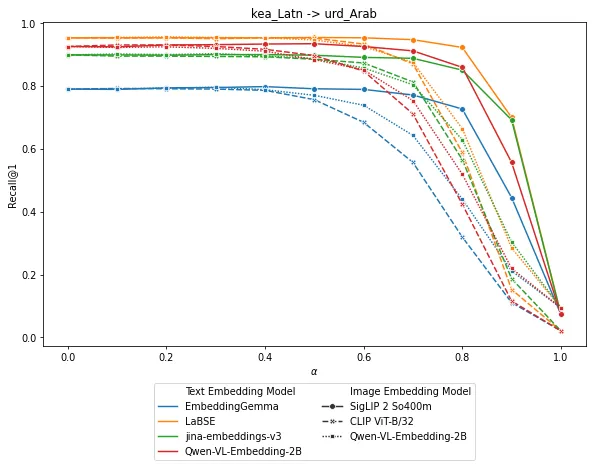 kea_Latn -> urd_Arab
Recall@1
1.0
0.8
0.6
0.4
0.2
0.0
0.0 0.2 0.4 0.6 0.8 1.0
α
Text Embedding Model
EmbeddingGemma
LaBSE
jina-embeddings-v3
Qwen-VL-Embedding-2B
Image Embedding Model
SigLIP 2 So400m
CLIP ViT-B/32
Qwen-VL-Embedding-2B